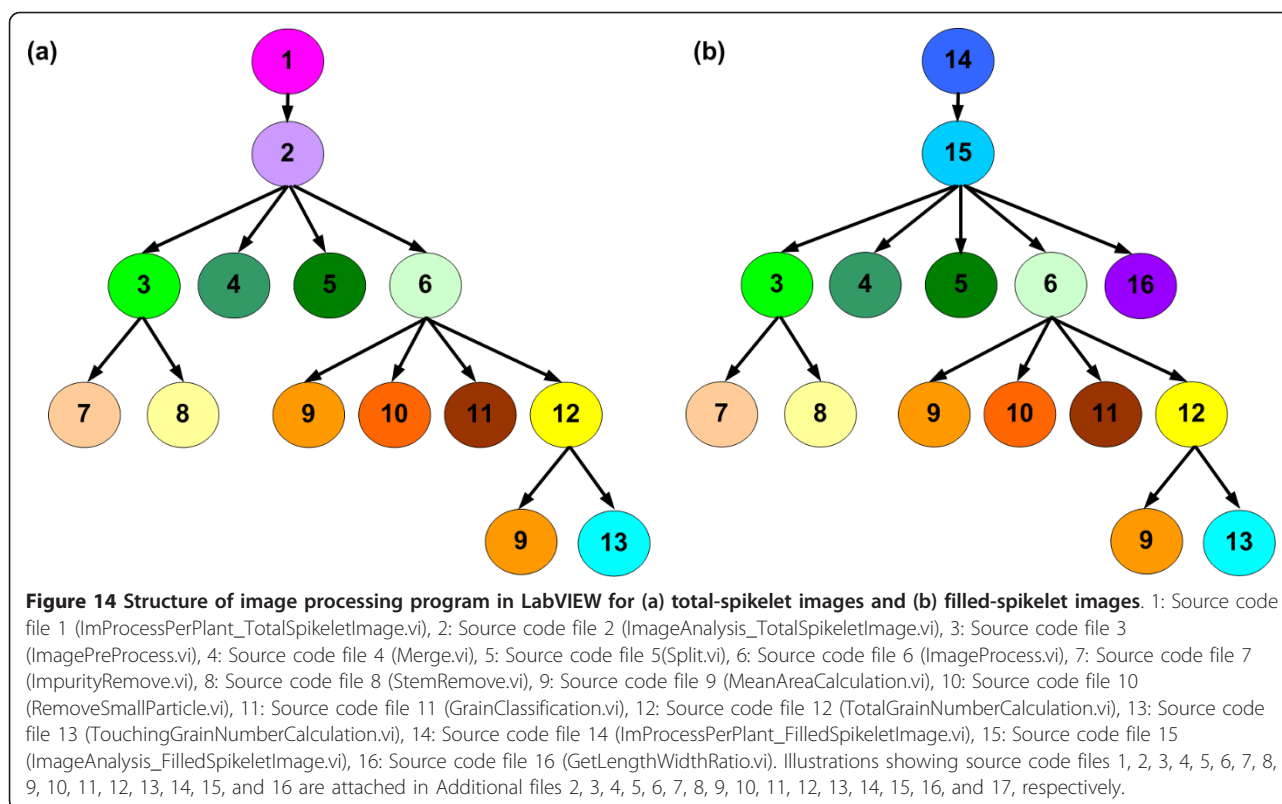 (a)
(b)
1
14
2
15
3
4
5
6
3
4
5
6
16
7
8
9
10
11
12
7
8
9
10
11
12
9
13
9
13
Figure 14 Structure of image processing program in LabVIEW for (a) total-spikelet images and (b) filled-spikelet images. 1: Source code
file 1 (ImProcessPerPlant_TotalSpikeletImage.vi), 2: Source code file 2 (ImageAnalysis_TotalSpikeletImage.vi), 3: Source code file 3
(ImagePreProcess.vi), 4: Source code file 4 (Merge.vi), 5: Source code file 5(Split.vi), 6: Source code file 6 (ImageProcess.vi), 7: Source code file 7
(ImpurityRemove.vi), 8: Source code file 8 (StemRemove.vi), 9: Source code file 9 (MeanAreaCalculation.vi), 10: Source code file 10
(RemoveSmallParticle.vi), 11: Source code file 11 (GrainClassification.vi), 12: Source code file 12 (TotalGrainNumberCalculation.vi), 13: Source code
file 13 (TouchingGrainNumberCalculation.vi), 14: Source code file 14 (ImProcessPerPlant_FilledSpikeletImage.vi), 15: Source code file 15
(ImageAnalysis_FilledSpikeletImage.vi), 16: Source code file 16 (GetLengthWidthRatio.vi). Illustrations showing source code files 1, 2, 3, 4, 5, 6, 7, 8,
9, 10, 11, 12, 13, 14, 15, and 16 are attached in Additional files 2, 3, 4, 5, 6, 7, 8, 9, 10, 11, 12, 13, 14, 15, 16, and 17, respectively.